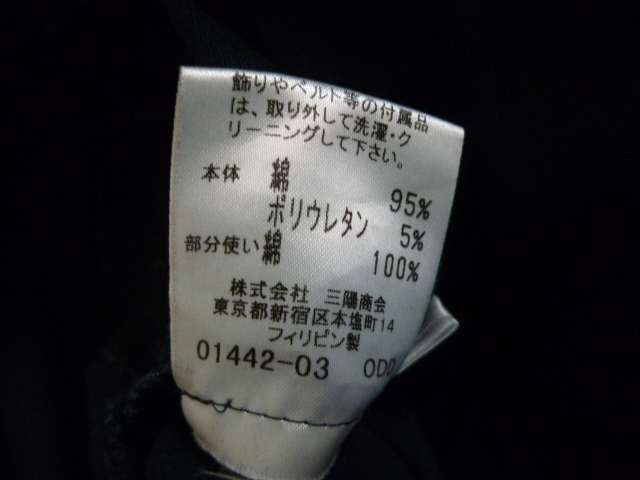 飾りやベルト等の付属品
は、取り外して洗濯・ク
リーニングして下さい。
本体 綿 95%
ポリウレタン 5%
部分使い 綿 100%
株式会社 三陽商会
東京都新宿区本塩町14
フィリピン製
01442-03 ODD